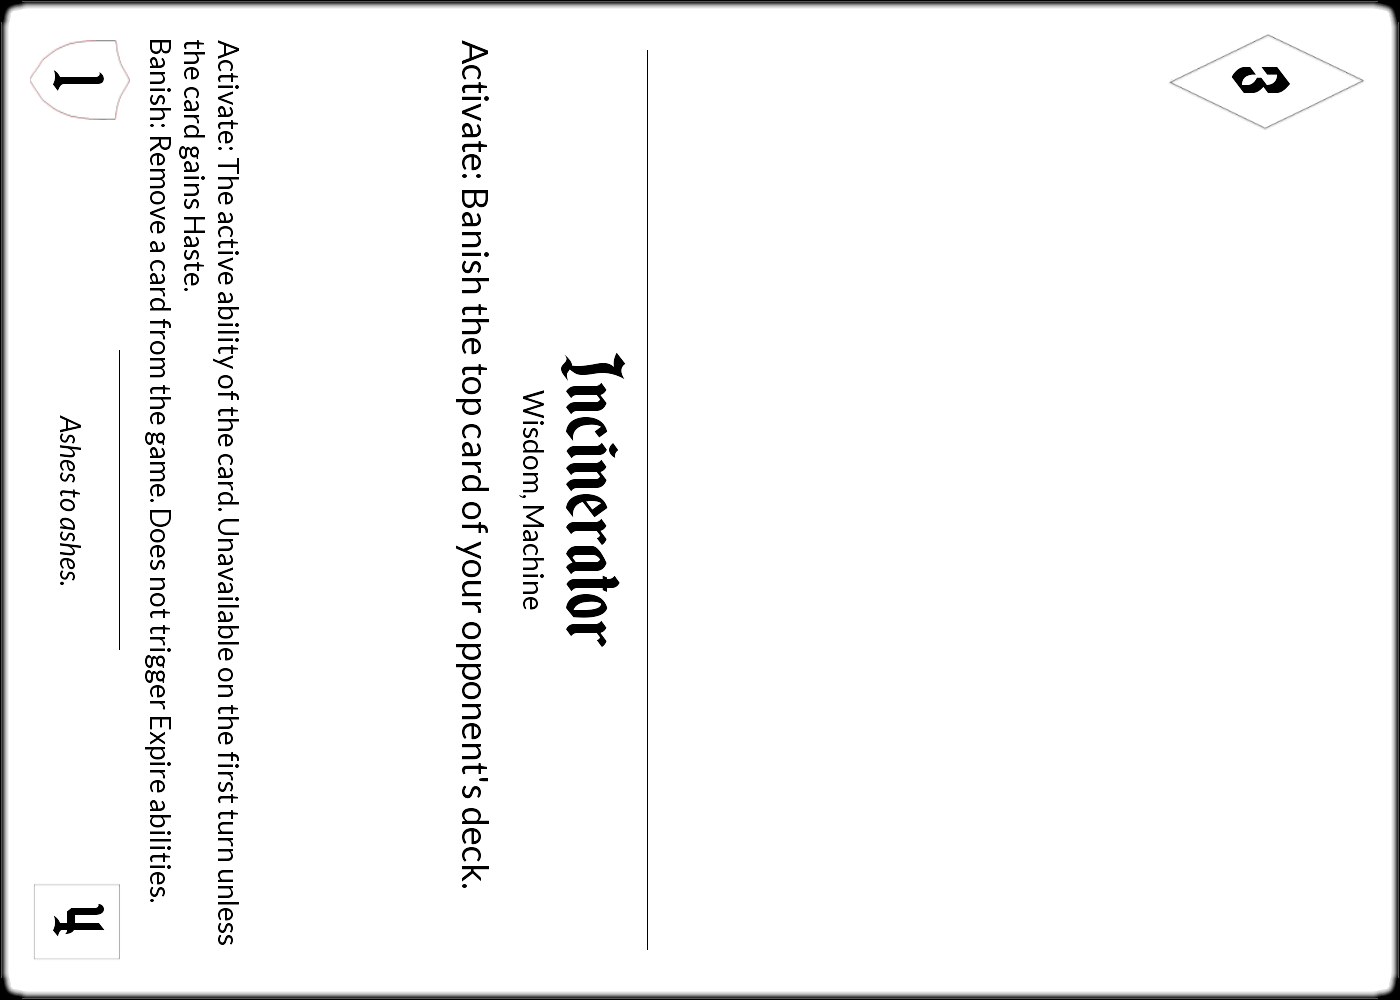 3
Incinerator
Wisdom, Machine
Activate: Banish the top card of your opponent's deck.
Activate: The active ability of the card. Unavailable on the first turn unless
the card gains Haste.
Banish: Remove a card from the game. Does not trigger Expire abilities.
1
Ashes to ashes.
4